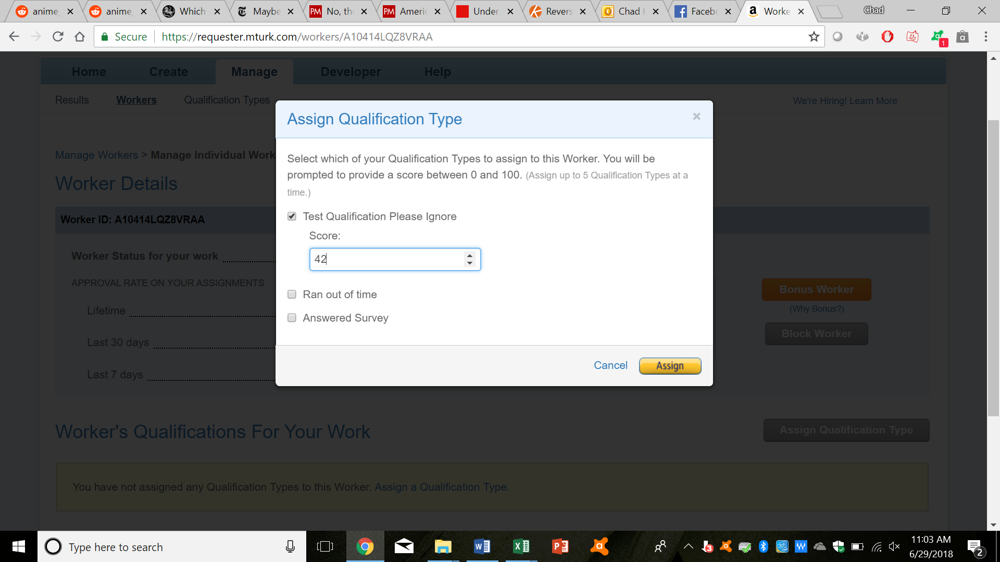 anime_
anime_
Which
Maybe
PM No, the
PM Americ
Under
Revers
Chad
Facebo
Worke
Chad
Secure https://requester.mturk.com/workers/A10414LQZ8VRAA
1
Home Create Manage Developer Help
Results Workers Qualification Types We're Hiring! Learn More
Assign Qualification Type
Manage Workers > Manage Individual Work
Select which of your Qualification Types to assign to this Worker. You will be
prompted to provide a score between 0 and 100. (Assign up to 5 Qualification Types at a
time.)
Worker Details
Worker ID: A10414LQZ8VRAA
Test Qualification Please Ignore
Score:
42
Worker Status for your work
APPROVAL RATE ON YOUR ASSIGNMENTS
Ran out of time
Bonus Worker
(Why Bonus?)
Lifetime
Answered Survey
Block Worker
Last 30 days
Cancel Assign
Last 7 days
Worker's Qualifications For Your Work
Assign Qualification Type
You have not assigned any Qualification Types to this Worker. Assign a Qualification Type.
Type here to search
3
11:03 AM
6/29/2018
2